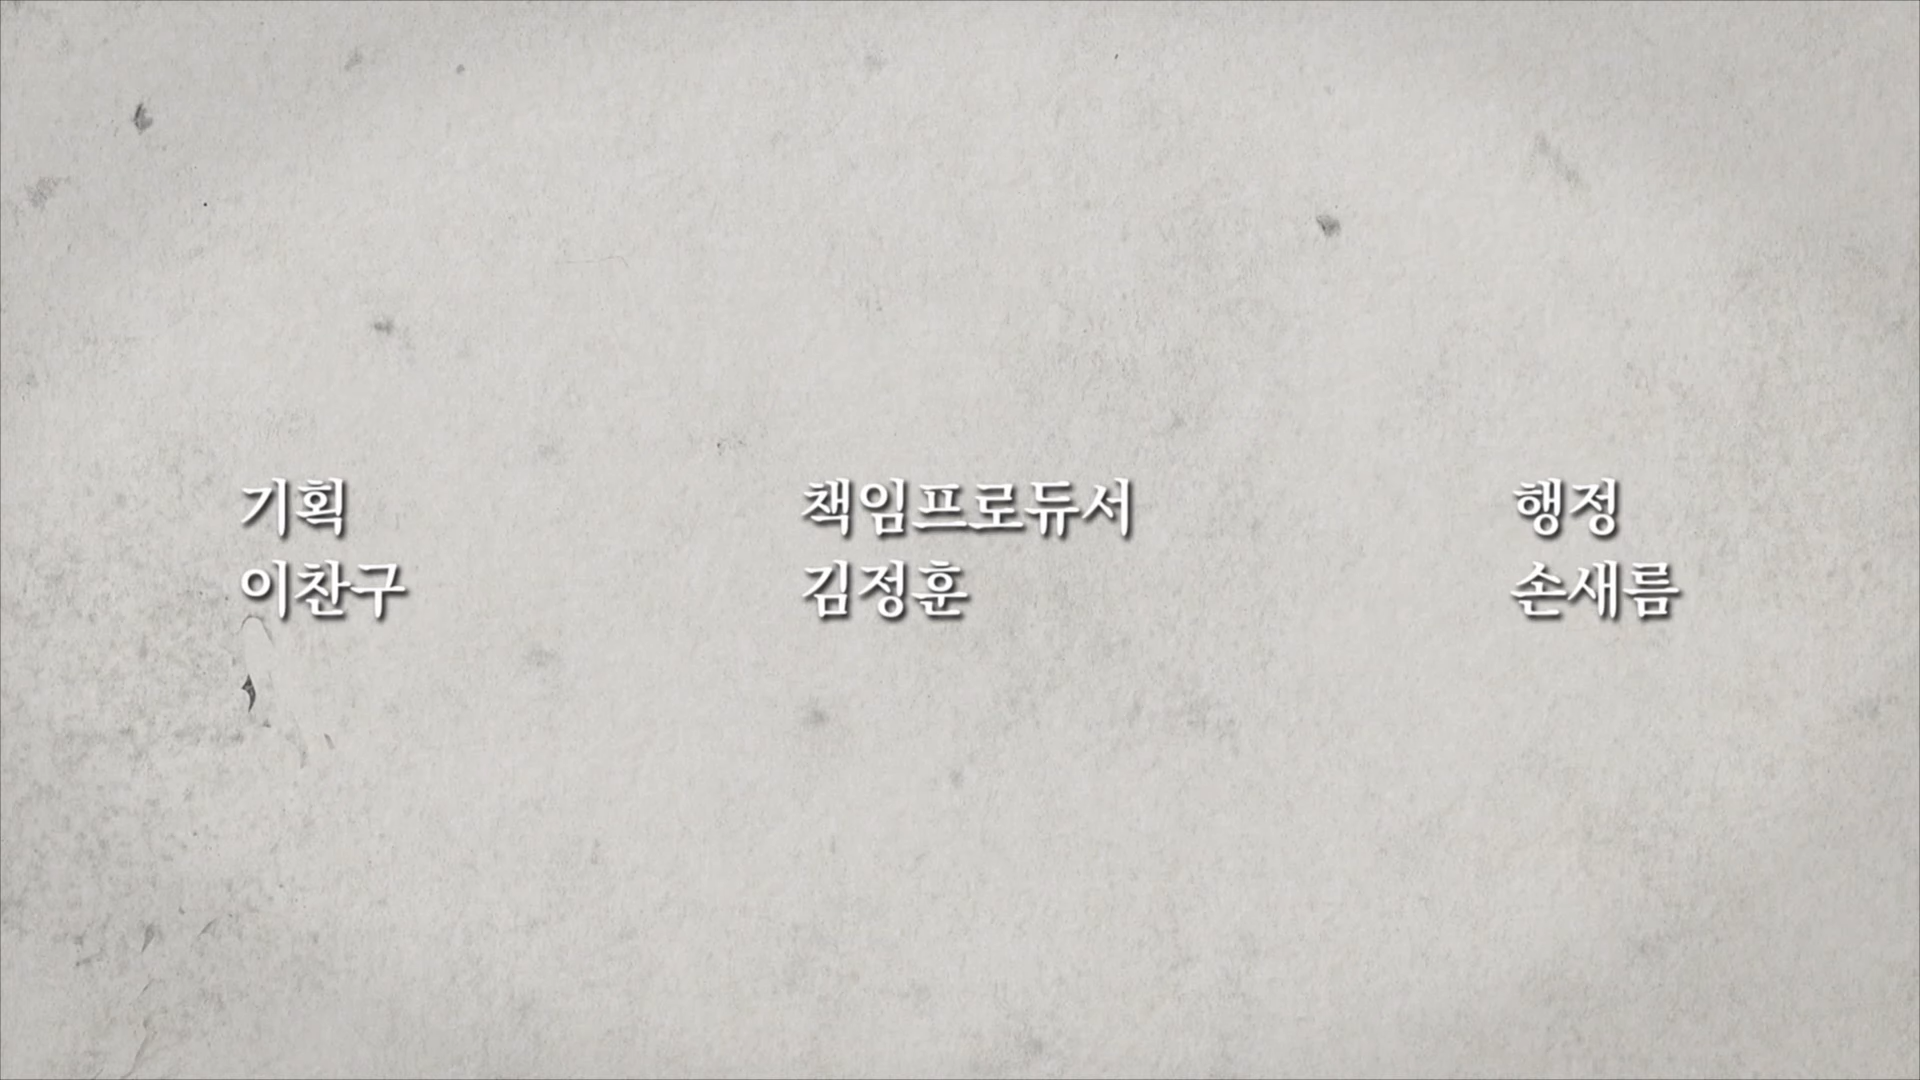 기획
이찬구
책임프로듀서
김정훈
행정
손새름